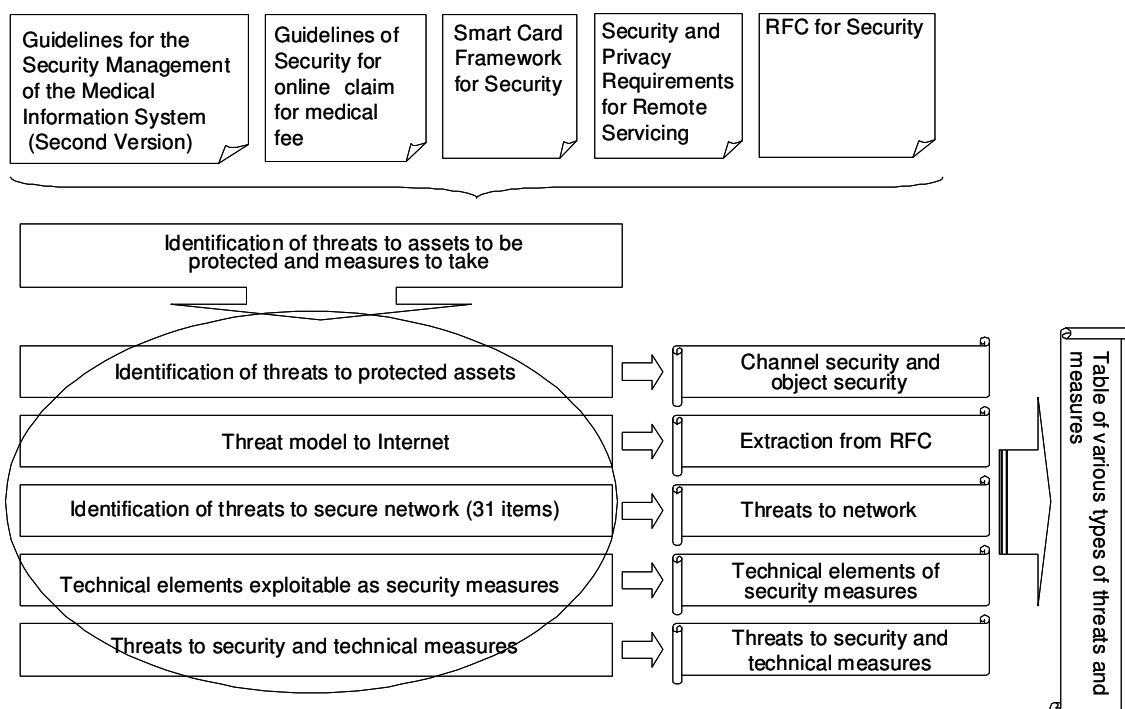 Guidelines for the
Security Management
of the Medical
Information System
(Second Version)
Guidelines of
Security for
online claim
for medical
fee
Smart Card
Framework
for Security
Security and
Privacy
Requirements
for Remote
Servicing
RFC for Security
Identification of threats to assets to be
protected and measures to take
Identification of threats to protected assets
Channel security and
object security
Threat model to Internet
Extraction from RFC
Identification of threats to secure network (31 items)
Threats to network
Technical elements exploitable as security measures
Technical elements of
security measures
Threats to security and technical measures
Threats to security and
technical measures
Table of various types of threats and
measures